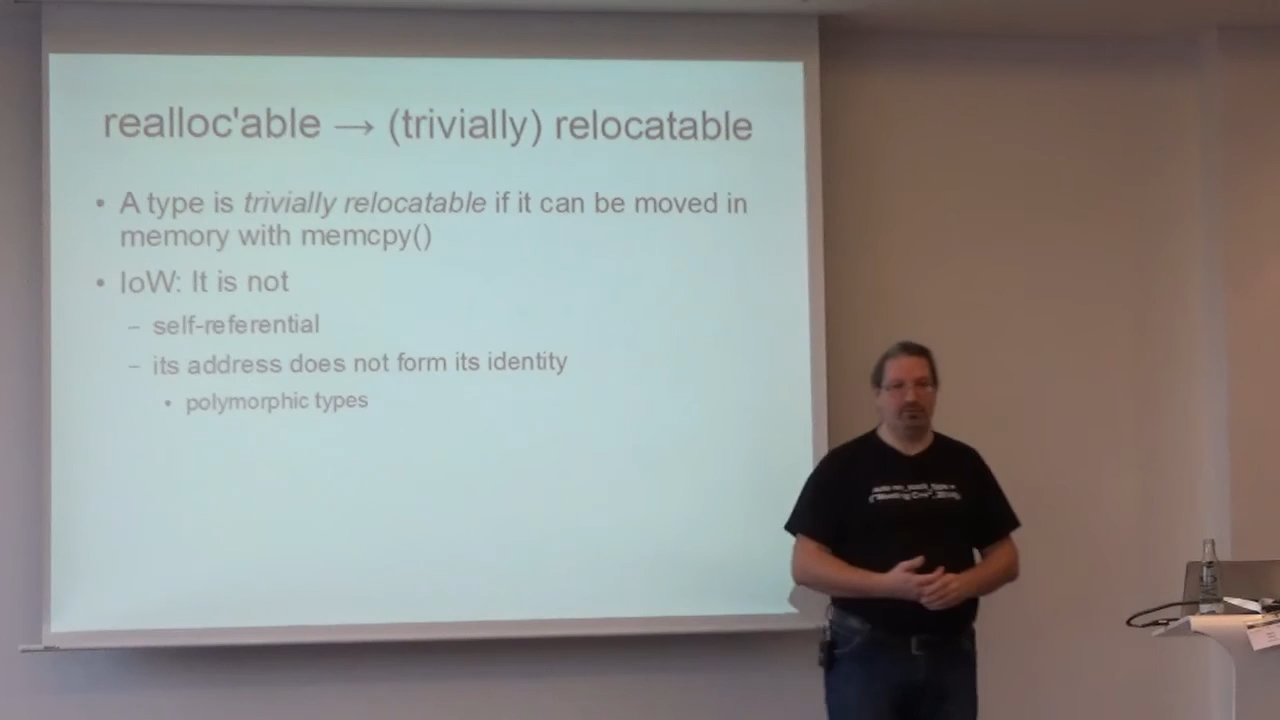 realloc'able → (trivially) relocatable
• A type is trivially relocatable if it can be moved in
memory with memcpy()
• IoW: It is not
– self-referential
– its address does not form its identity
• polymorphic types